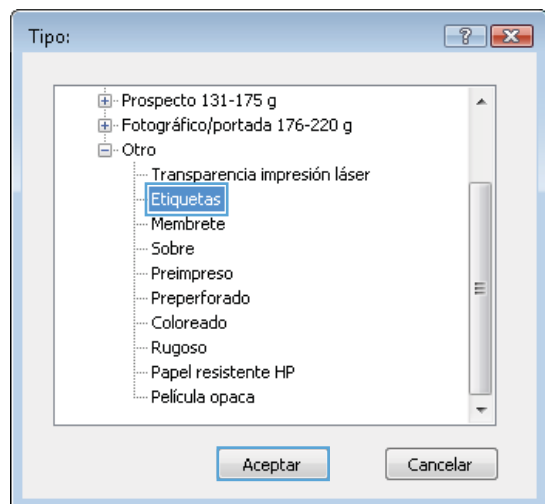 Tipo:
Prospecto 131-175 g
Fotográfico/portada 176-220 g
Otro
Transparencia impresión láser
Etiquetas
Membrete
Sobre
Preimpreso
Preperforado
Coloreado
Rugoso
Papel resistente HP
Película opaca
Aceptar
Cancelar